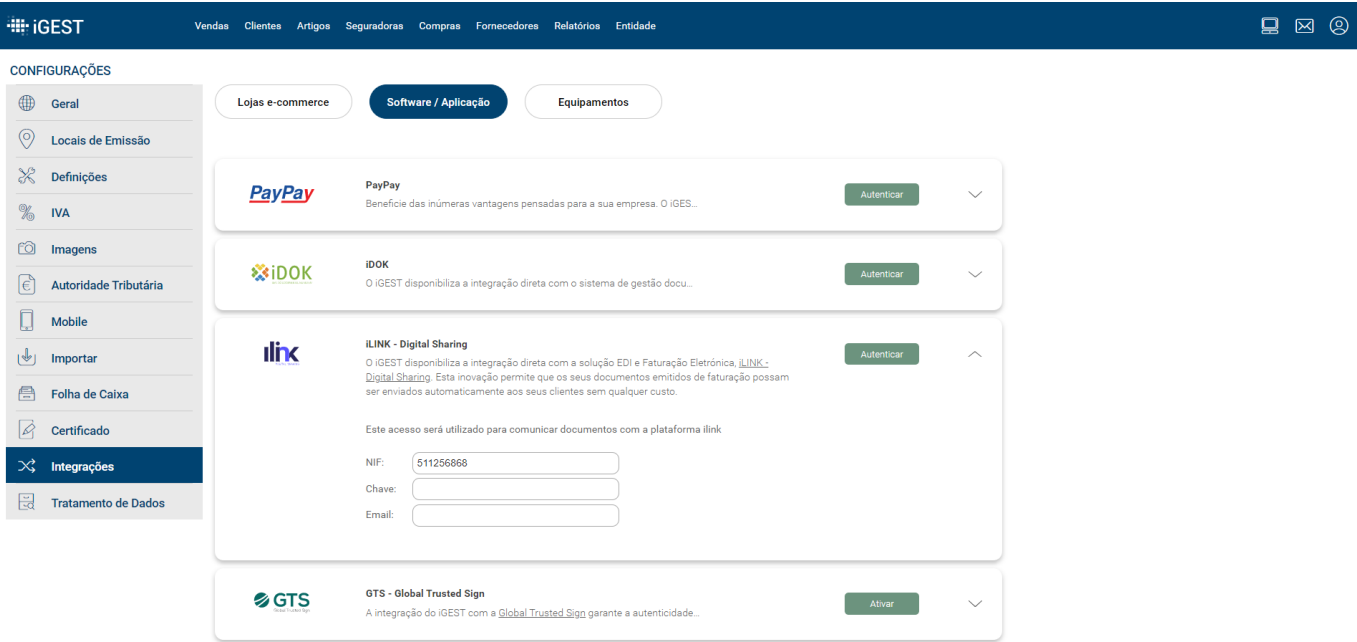 iGEST
Vendas Clientes Artigos Seguradoras Compras Fornecedores Relatórios Entidade
CONFIGURAÇÕES
Geral
Locais de Emissão
Definições
IVA
Imagens
Autoridade Tributária
Mobile
Importar
Folha de Caixa
Certificado
Integrações
Tratamento de Dados
Lojas e-commerce
Software / Aplicação
Equipamentos
PayPay
PayPay
Beneficie das inúmeras vantagens pensadas para a sua empresa. O iGES...
Autenticar
iDOK
iDOK
O iGEST disponibiliza a integração direta com o sistema de gestão docu...
Autenticar
ilink
iLINK - Digital Sharing
O iGEST disponibiliza a integração direta com a solução EDI e Faturação Eletrónica, iLINK -
Digital Sharing. Esta inovação permite que os seus documentos emitidos de faturação possam
ser enviados automaticamente aos seus clientes sem qualquer custo.
Autenticar
Este acesso será utilizado para comunicar documentos com a plataforma ilink
NIF: 511256868
Chave:
Email:
GTS
Global Trusted Sign
GTS - Global Trusted Sign
A integração do iGEST com a Global Trusted Sign garante a autenticidade...
Ativar